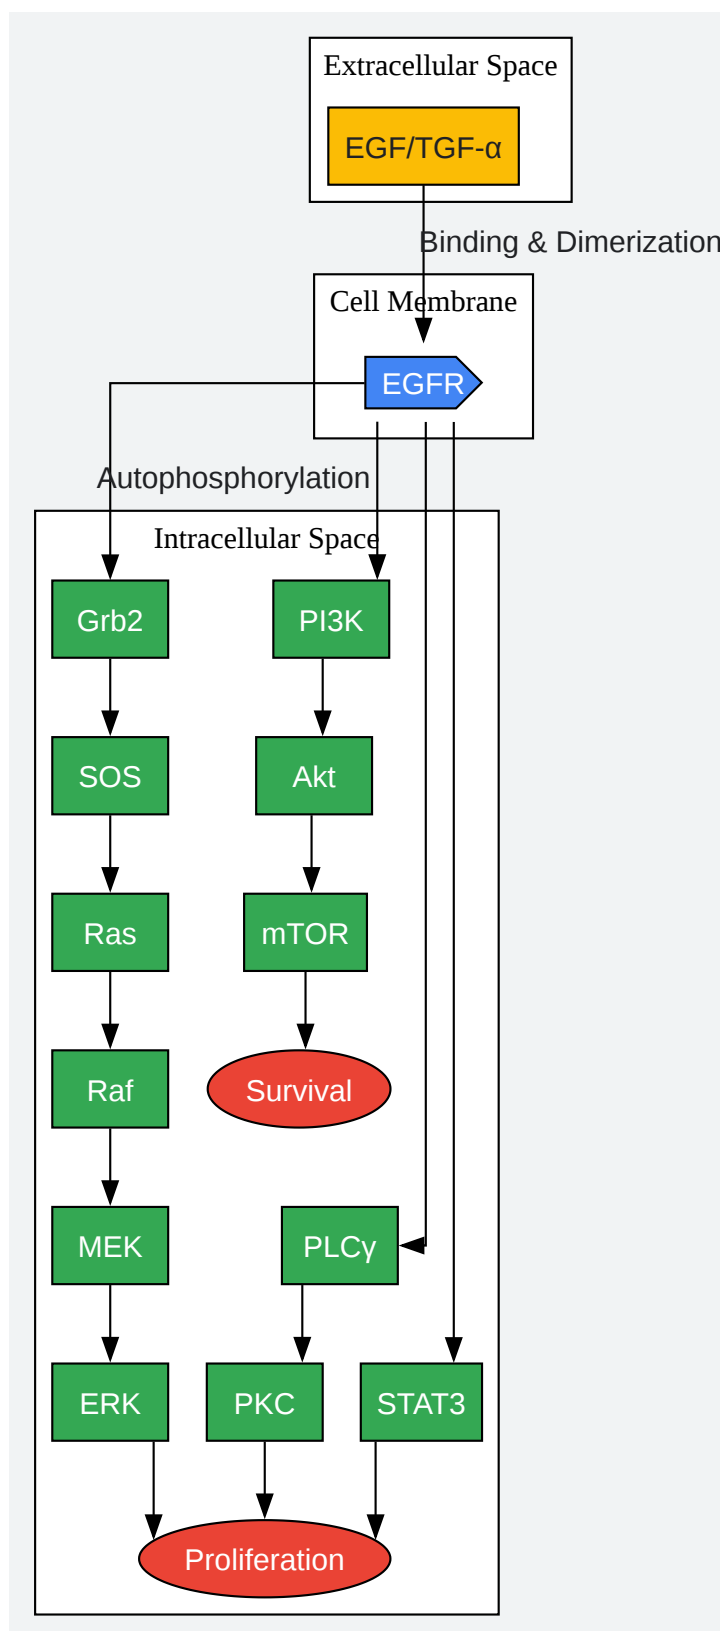 Extracellular Space
EGF/TGF-α
Binding & Dimerization
Cell Membrane
EGFR
Autophosphorylation
Intracellular Space
Grb2
PI3K
SOS
Akt
Ras
mTOR
Raf
Survival
MEK
PLCγ
ERK
PKC
STAT3
Proliferation